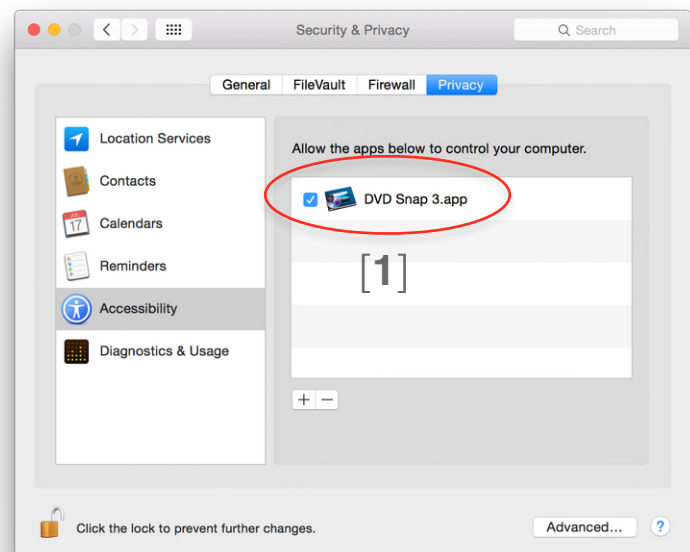 Security & Privacy
Search
General FileVault Firewall Privacy
Location Services
Contacts
JUL
17
Calendars
Reminders
Accessibility
Diagnostics & Usage
Allow the apps below to control your computer.
DVD Snap 3.app
[1]
+ −
Click the lock to prevent further changes.
Advanced... ?